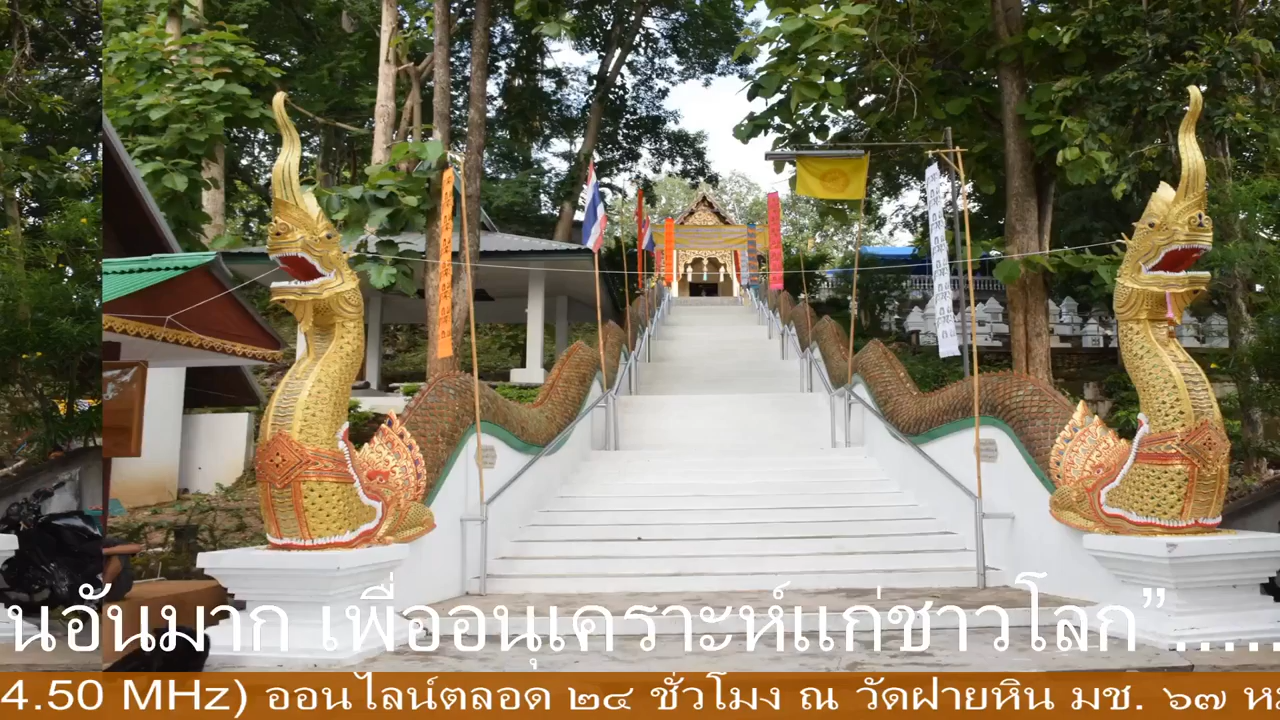 นอันมาก เพื่ออนุเคราะห์แก่ชาวโลก” .....
4.50 MHz) ออนไลน์ตลอด ๒๔ ชั่วโมง ณ วัดฝายหิน มช. ๖๗ ห